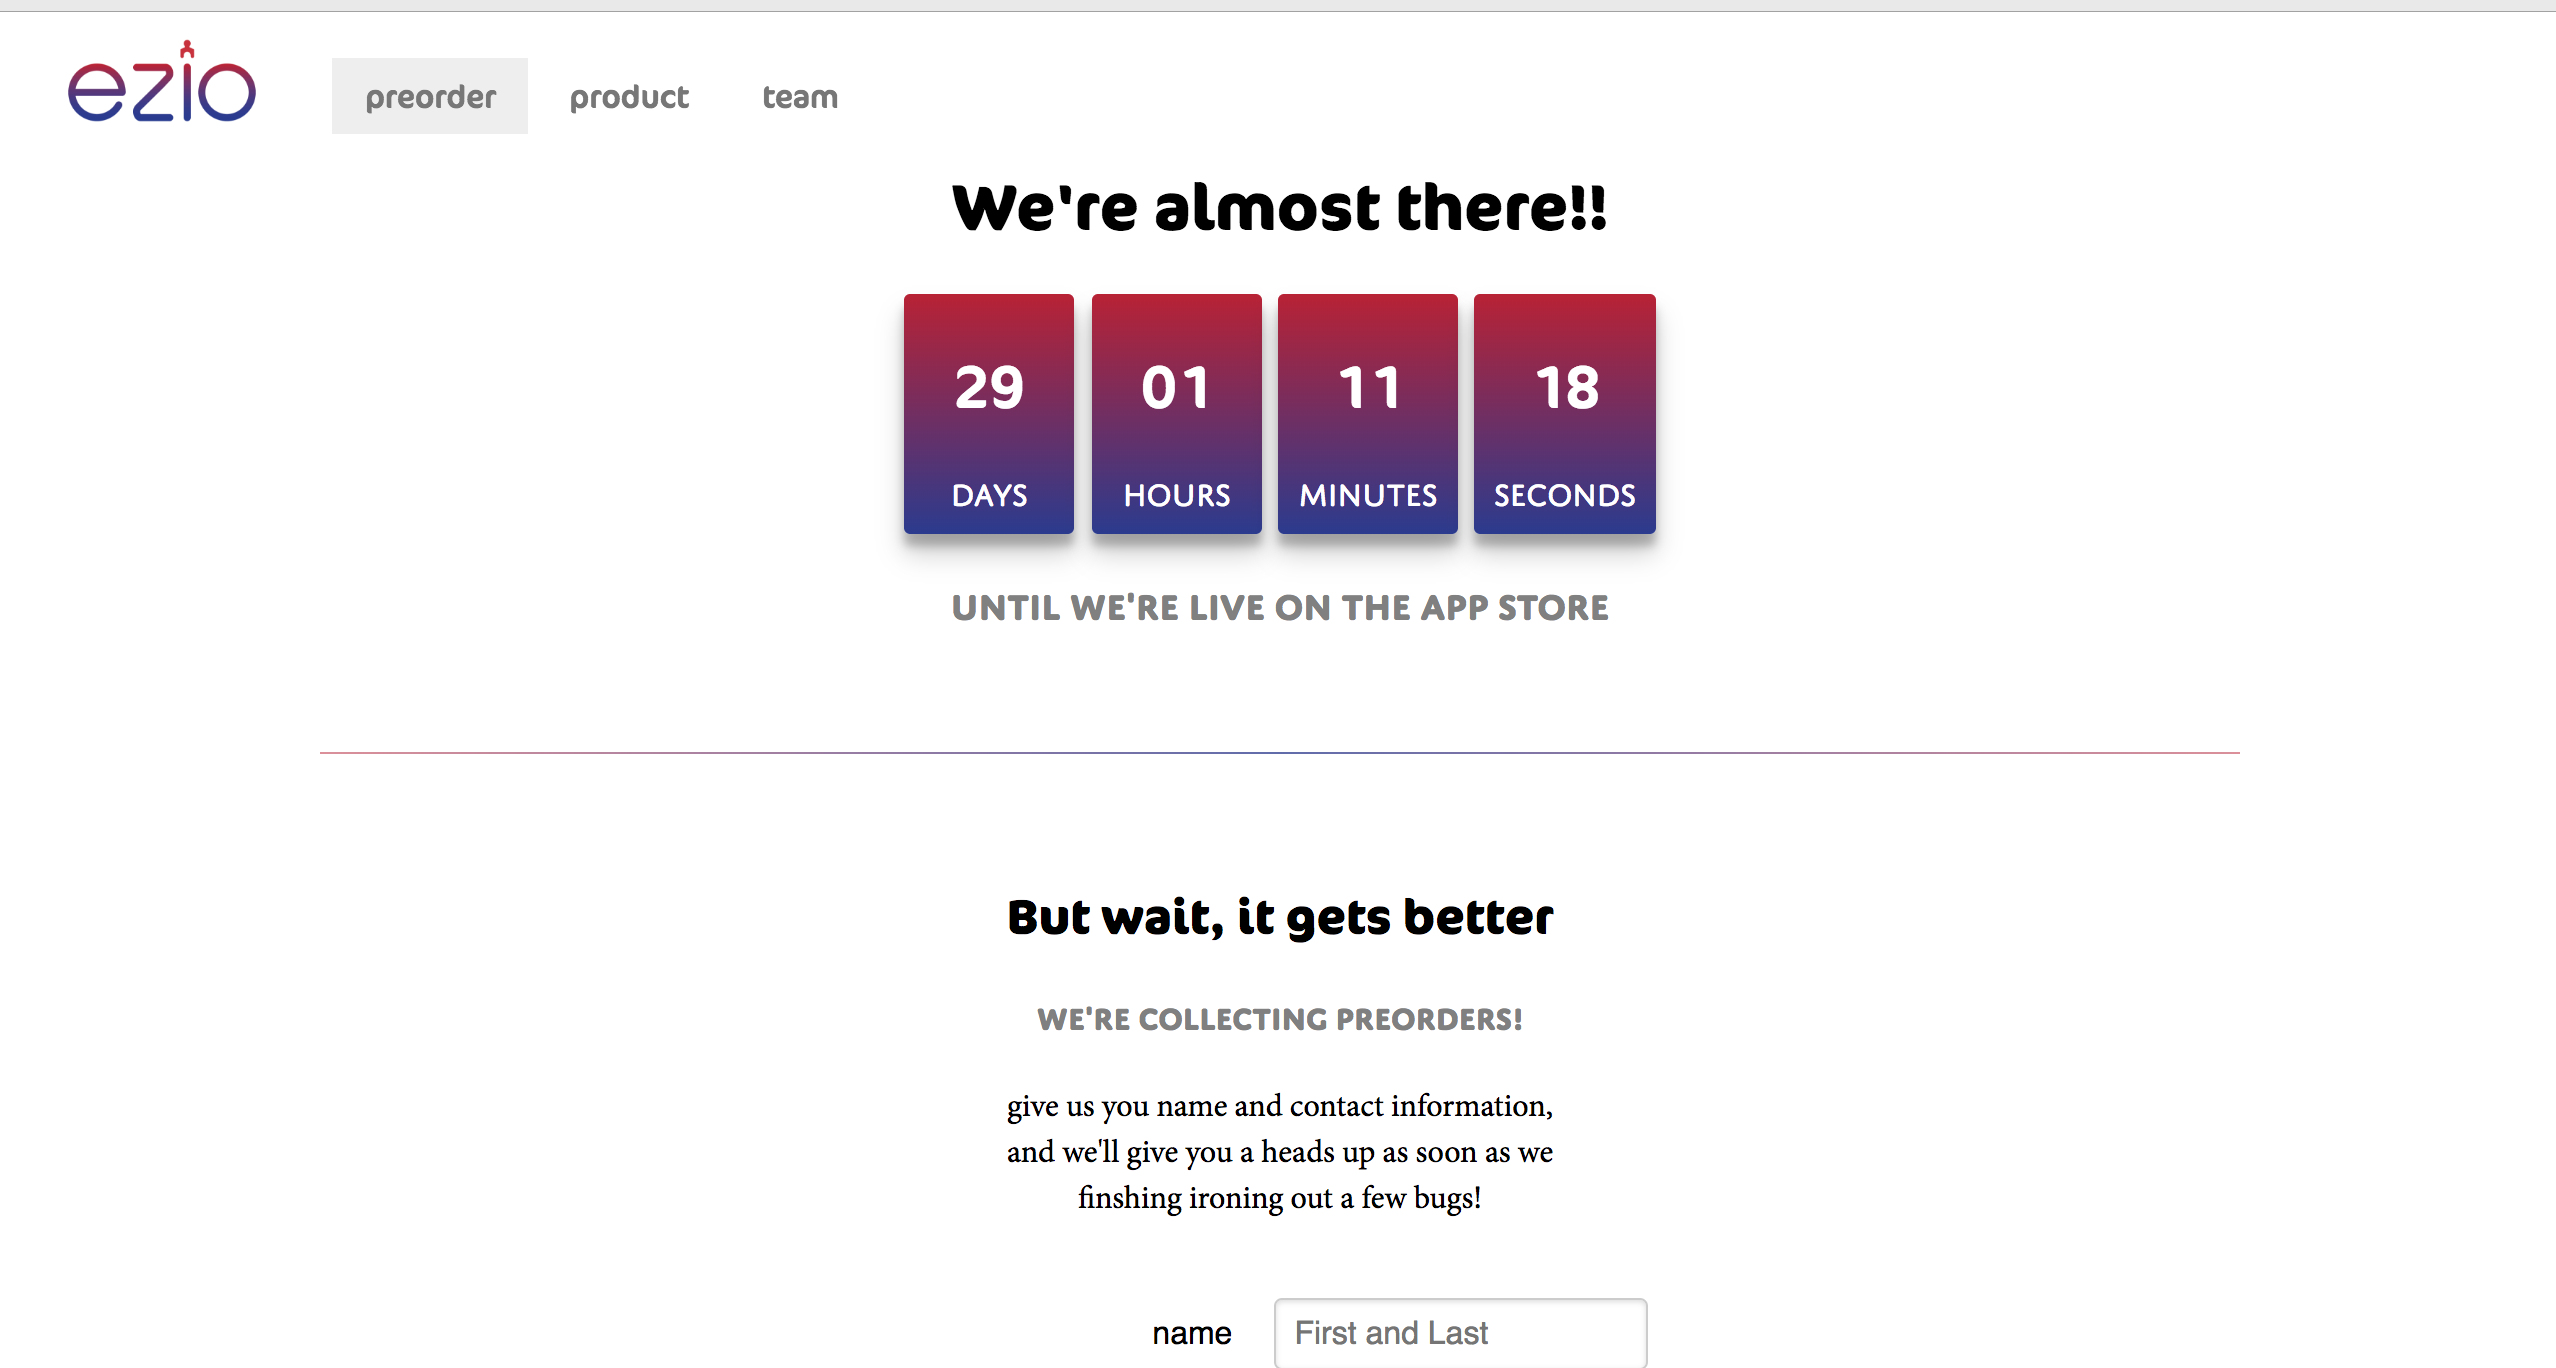 ezio
preorder product team
We're almost there!!
29 01 11 18
DAYS HOURS MINUTES SECONDS
UNTIL WE'RE LIVE ON THE APP STORE
But wait, it gets better
WE'RE COLLECTING PREORDERS!
give us you name and contact information,
and we'll give you a heads up as soon as we
finshing ironing out a few bugs!
name First and Last